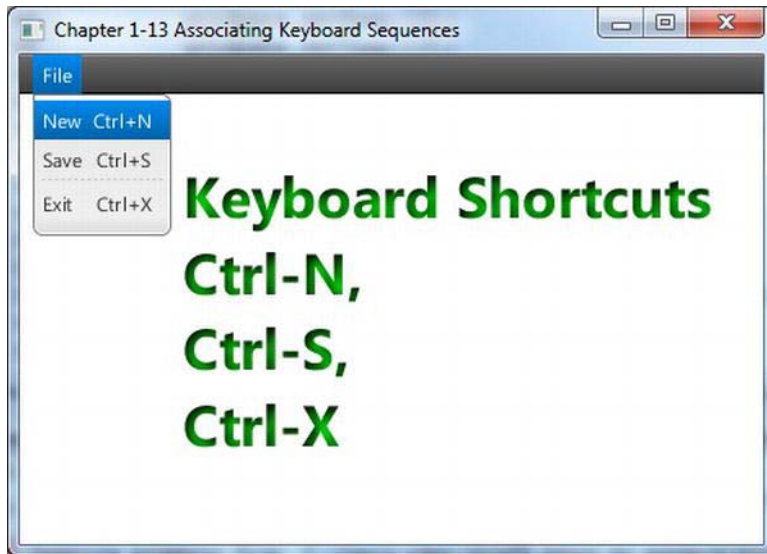 Chapter 1-13 Associating Keyboard Sequences
File
New Ctrl+N
Save Ctrl+S
Exit Ctrl+X
Keyboard Shortcuts
Ctrl-N,
Ctrl-S,
Ctrl-X